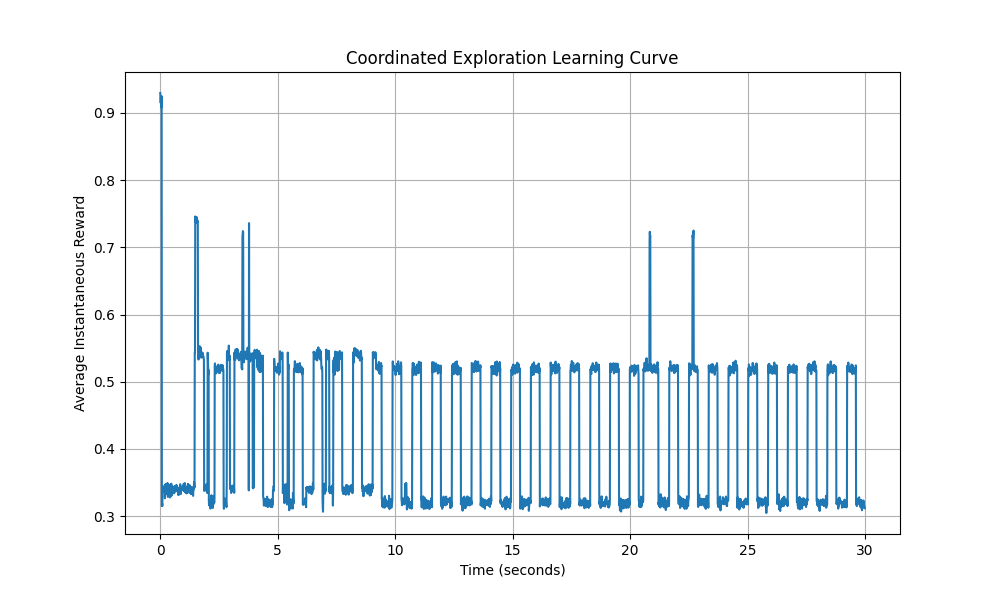 Coordinated Exploration Learning Curve
Average Instantaneous Reward
0.9
0.8
0.7
0.6
0.5
0.4
0.3
0 5 10 15 20 25 30
Time (seconds)